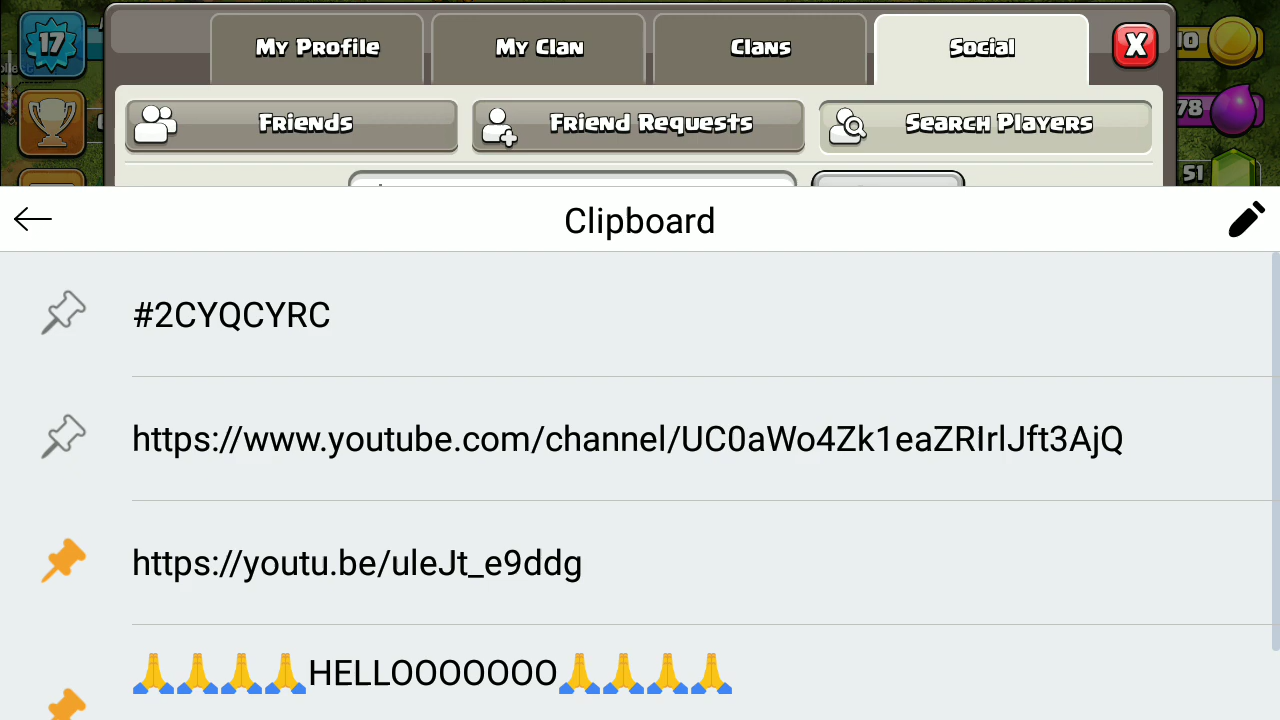 17
My Profile
My Clan
Clans
Social
X
10
Friends
Friend Requests
Search Players
78
51
Clipboard
#2CYQCYRC
https://www.youtube.com/channel/UC0aWo4Zk1eaZRIrlJft3AjQ
https://youtu.be/uleJt_e9ddg
🙏🙏🙏🙏HELLOOOOOOO🙏🙏🙏🙏